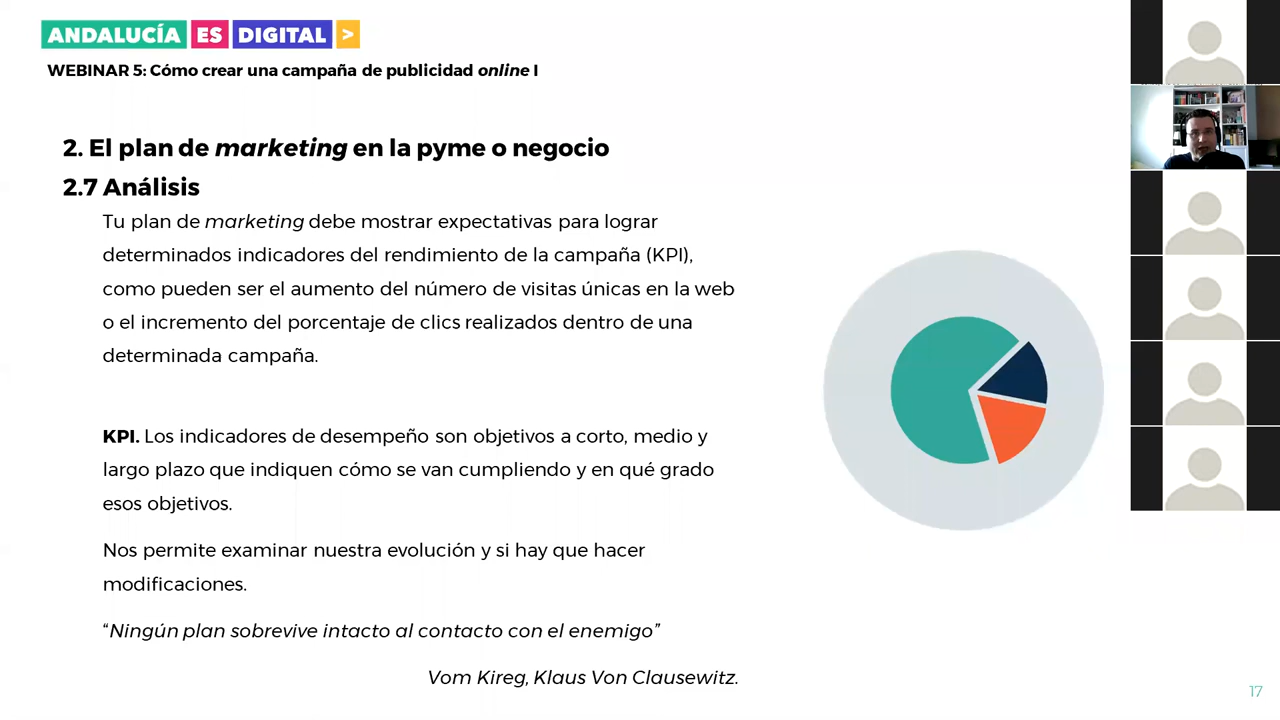 ANDALUCÍA ES DIGITAL >
WEBINAR 5: Cómo crear una campaña de publicidad online I
2. El plan de marketing en la pyme o negocio
2.7 Análisis
Tu plan de marketing debe mostrar expectativas para lograr
determinados indicadores del rendimiento de la campaña (KPI),
como pueden ser el aumento del número de visitas únicas en la web
o el incremento del porcentaje de clics realizados dentro de una
determinada campaña.
KPI. Los indicadores de desempeño son objetivos a corto, medio y
largo plazo que indiquen cómo se van cumpliendo y en qué grado
esos objetivos.
Nos permite examinar nuestra evolución y si hay que hacer
modificaciones.
“Ningún plan sobrevive intacto al contacto con el enemigo”
Vom Kireg, Klaus Von Clausewitz.
17